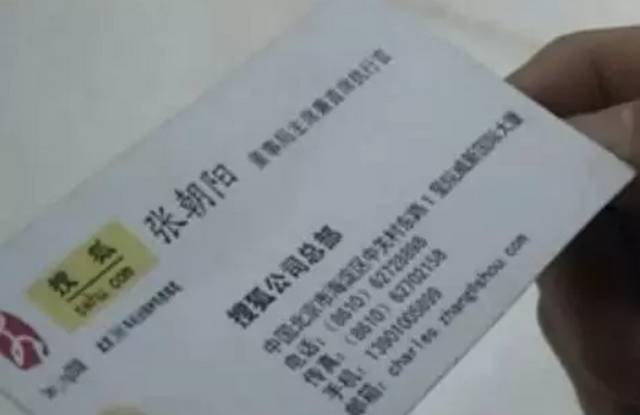 搜狐
sohu.com
张朝阳 董事局主席兼首席执行官
搜狐公司总部
中国北京市海淀区中关村东路1号院威新国际大厦
电话：(8610) 62728888
传真：(8610) 62702158
手机：13901005099
邮箱：charles zhang@sohu.com